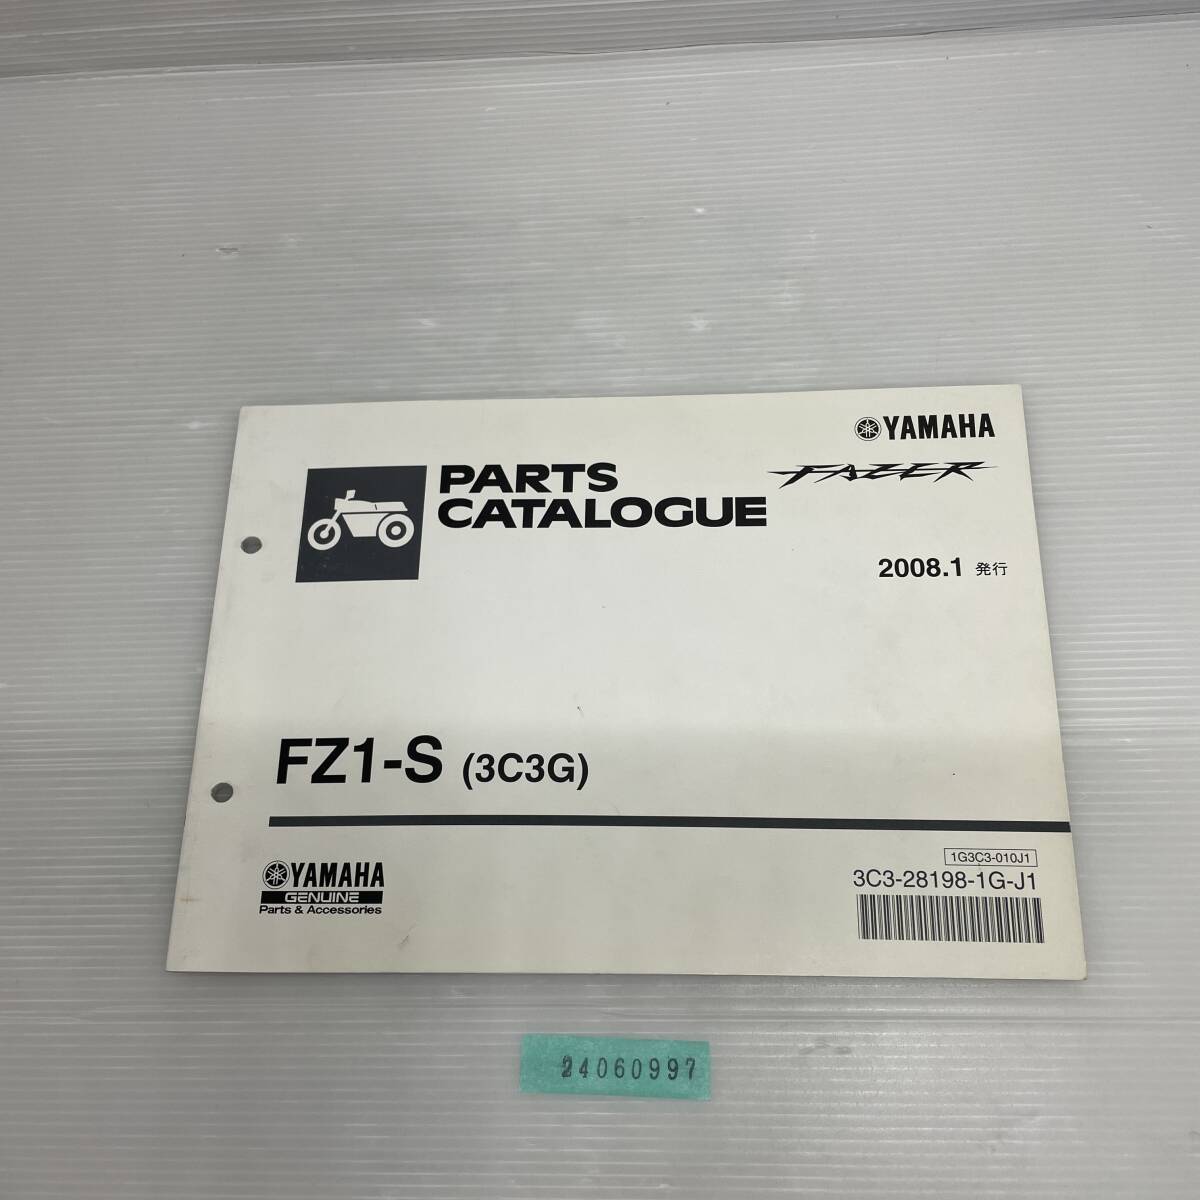 YAMAHA
FAZER
PARTS
CATALOGUE
2008.1 発行
FZ1-S (3C3G)
YAMAHA
GENUINE
Parts & Accessories
1G3C3-010J1
3C3-28198-1G-J1
24060997